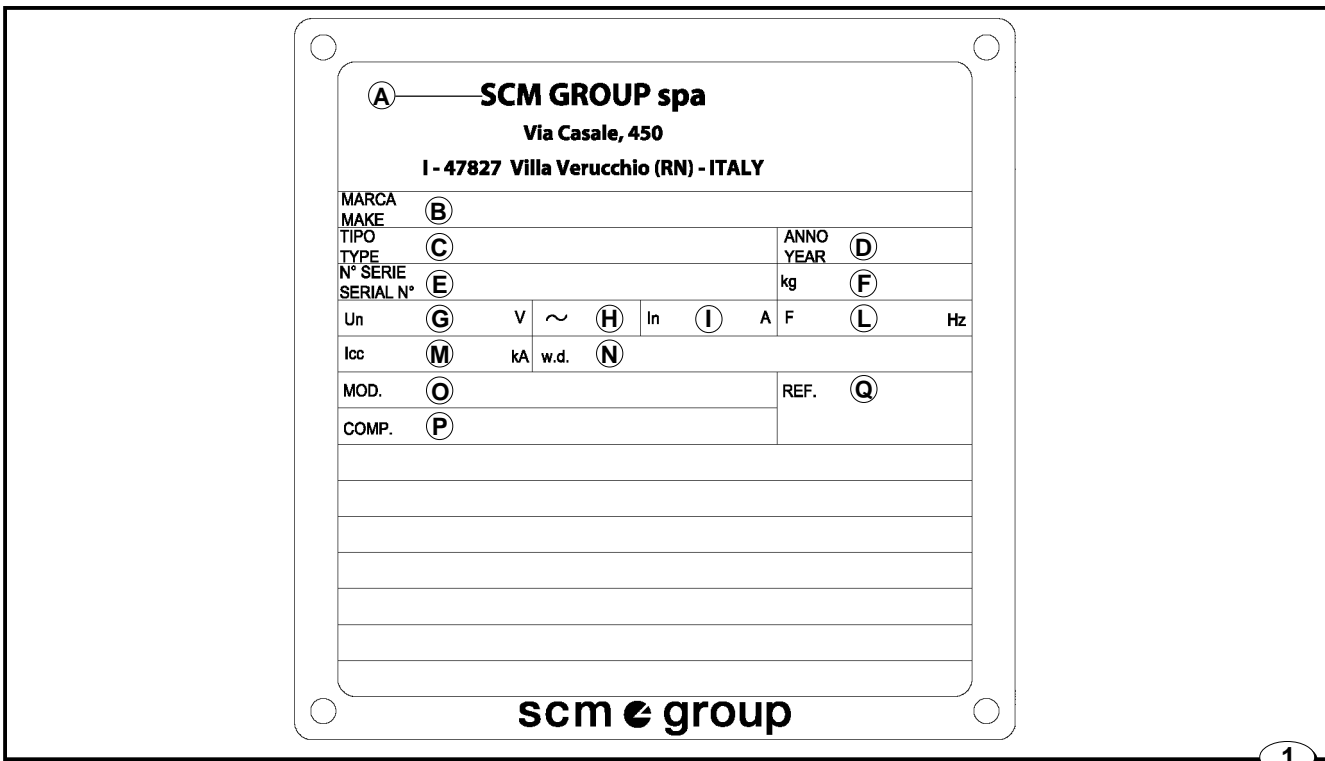 A SCM GROUP spa
Via Casale, 450
I - 47827 Villa Verucchio (RN) - ITALY
MARCA
MAKE B
TIPO
TYPE C
ANNO
YEAR D
N° SERIE
SERIAL N° E
kg F
Un G V ~ H In I A F L Hz
Icc M kA w.d. N
MOD. O REF. Q
COMP. P
scm group
1